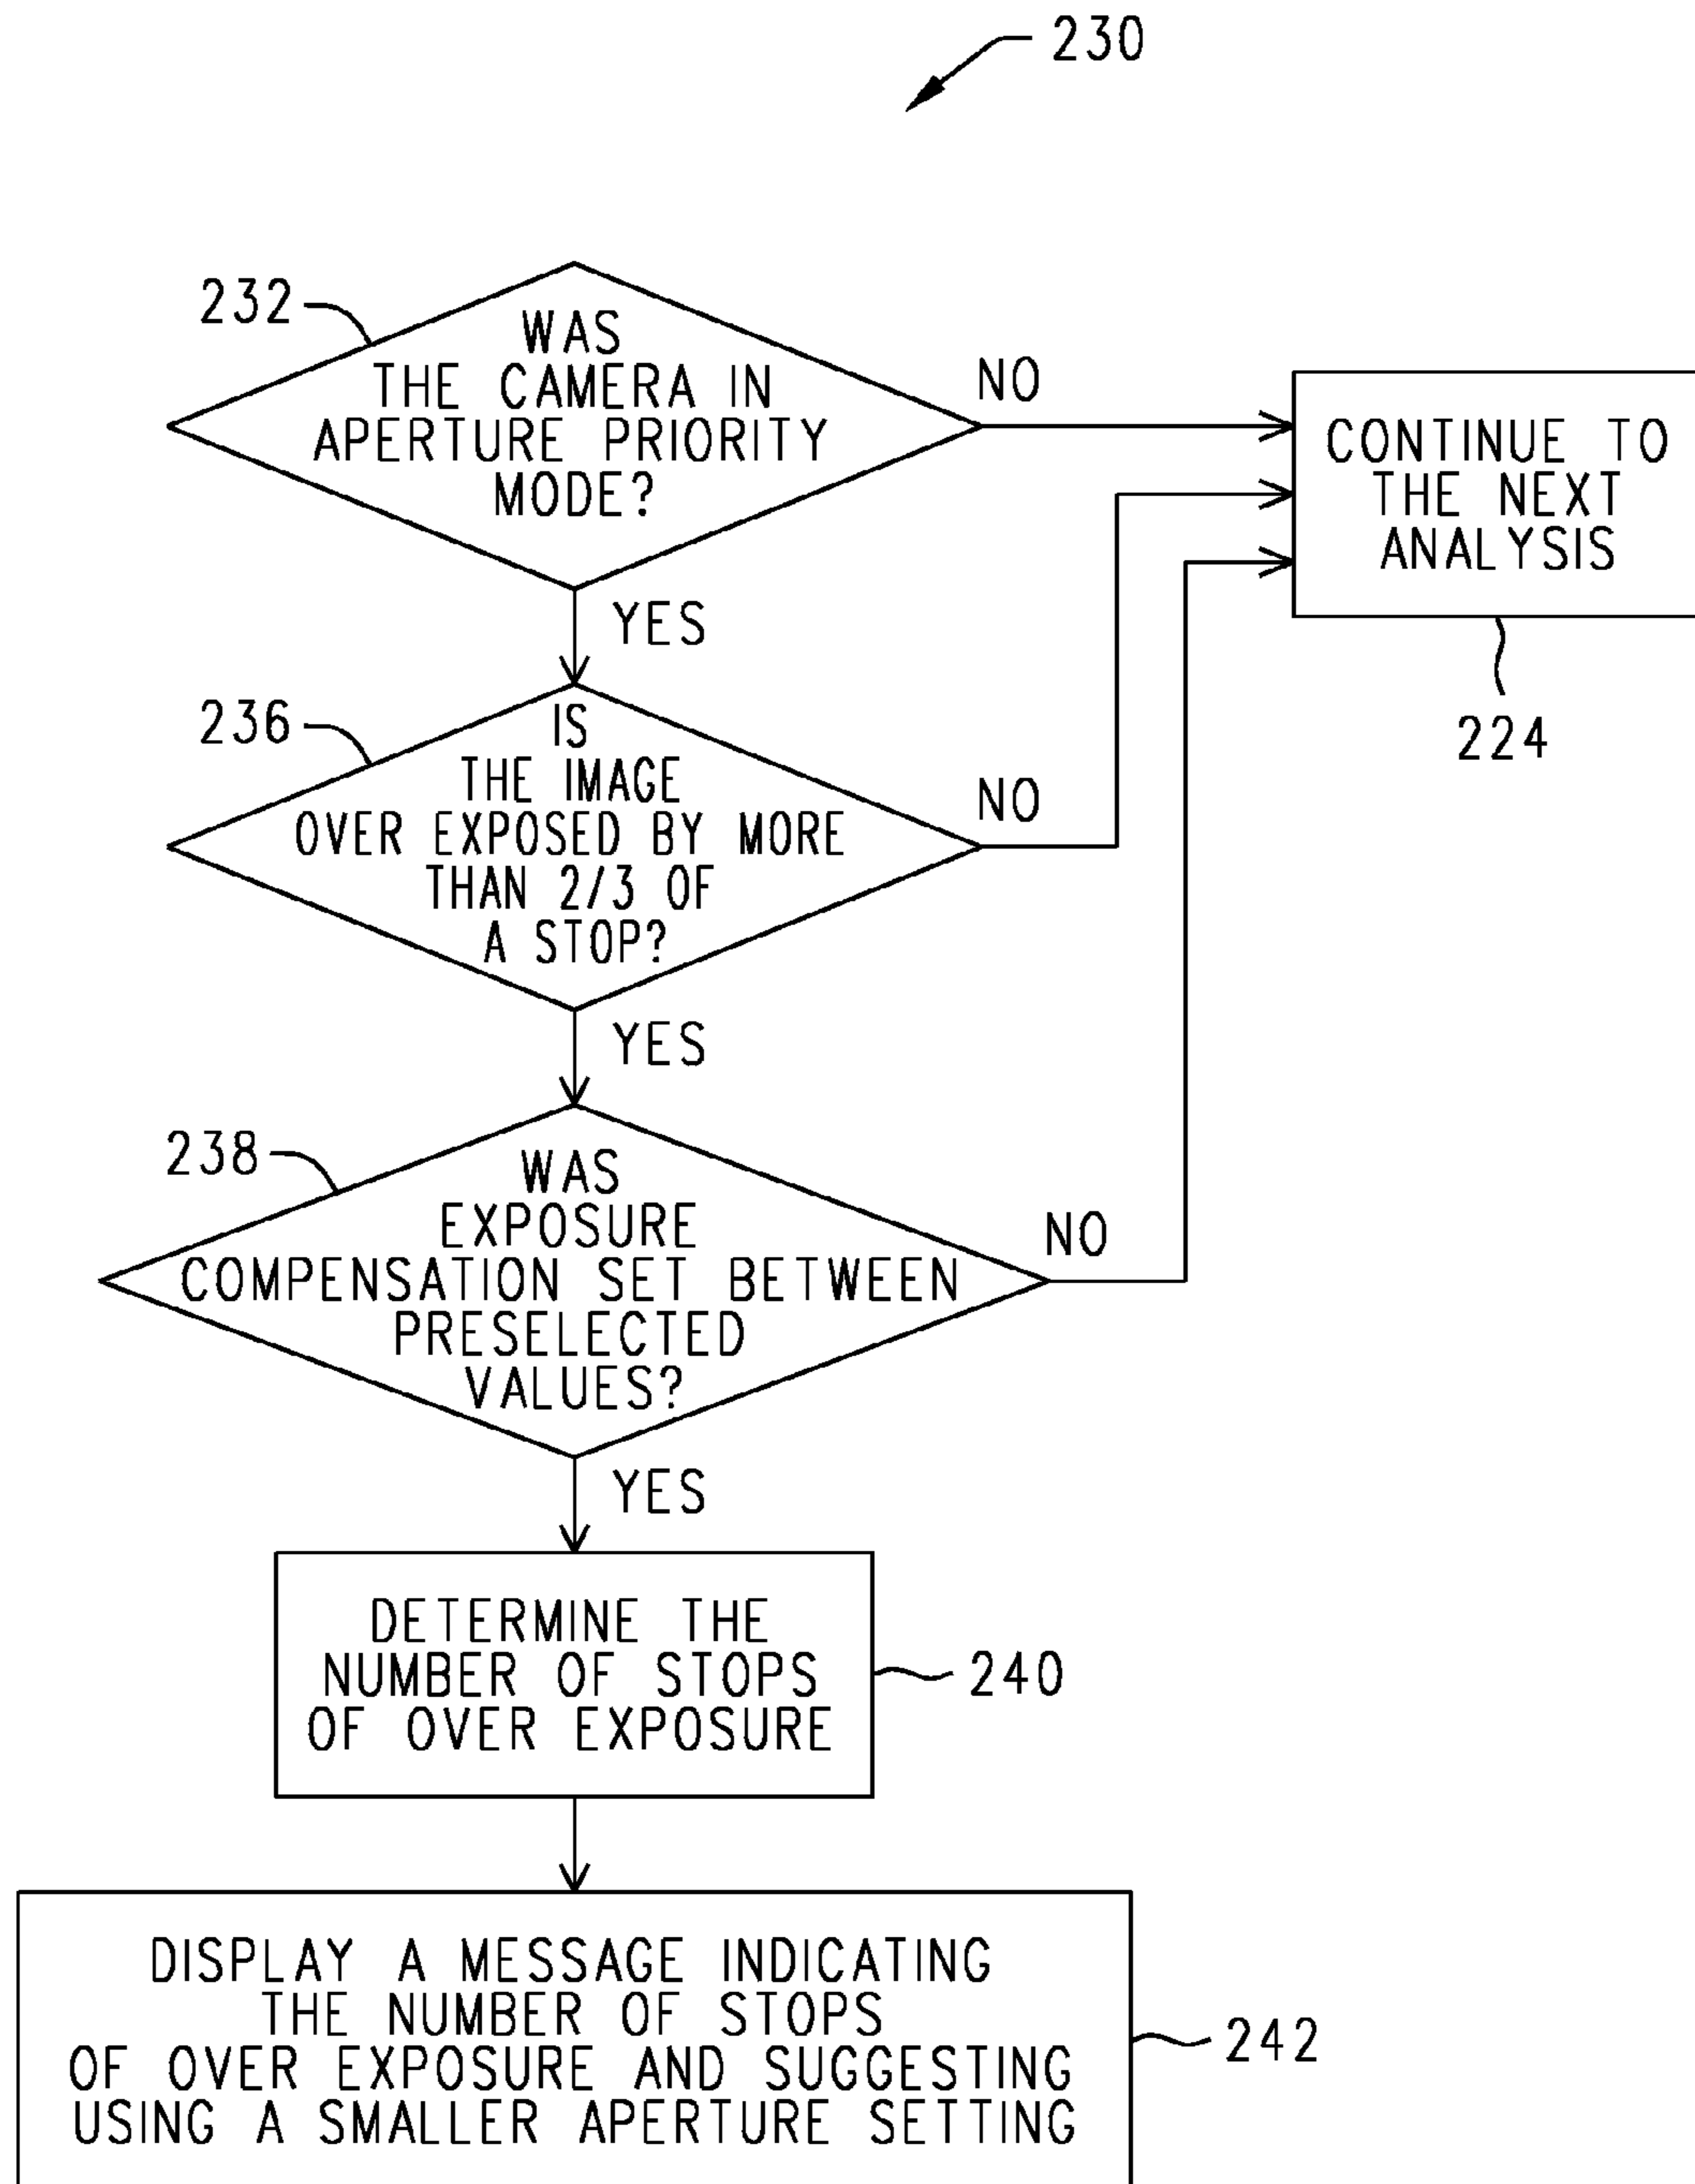 230
232
WAS
THE CAMERA IN
APERTURE PRIORITY
MODE?
NO
CONTINUE TO
THE NEXT
ANALYSIS
224
YES
236
IS
THE IMAGE
OVER EXPOSED BY MORE
THAN 2/3 OF
A STOP?
NO
YES
238
WAS
EXPOSURE
COMPENSATION SET BETWEEN
PRESELECTED
VALUES?
NO
YES
DETERMINE THE
NUMBER OF STOPS
OF OVER EXPOSURE
240
DISPLAY A MESSAGE INDICATING
THE NUMBER OF STOPS
OF OVER EXPOSURE AND SUGGESTING
USING A SMALLER APERTURE SETTING
242